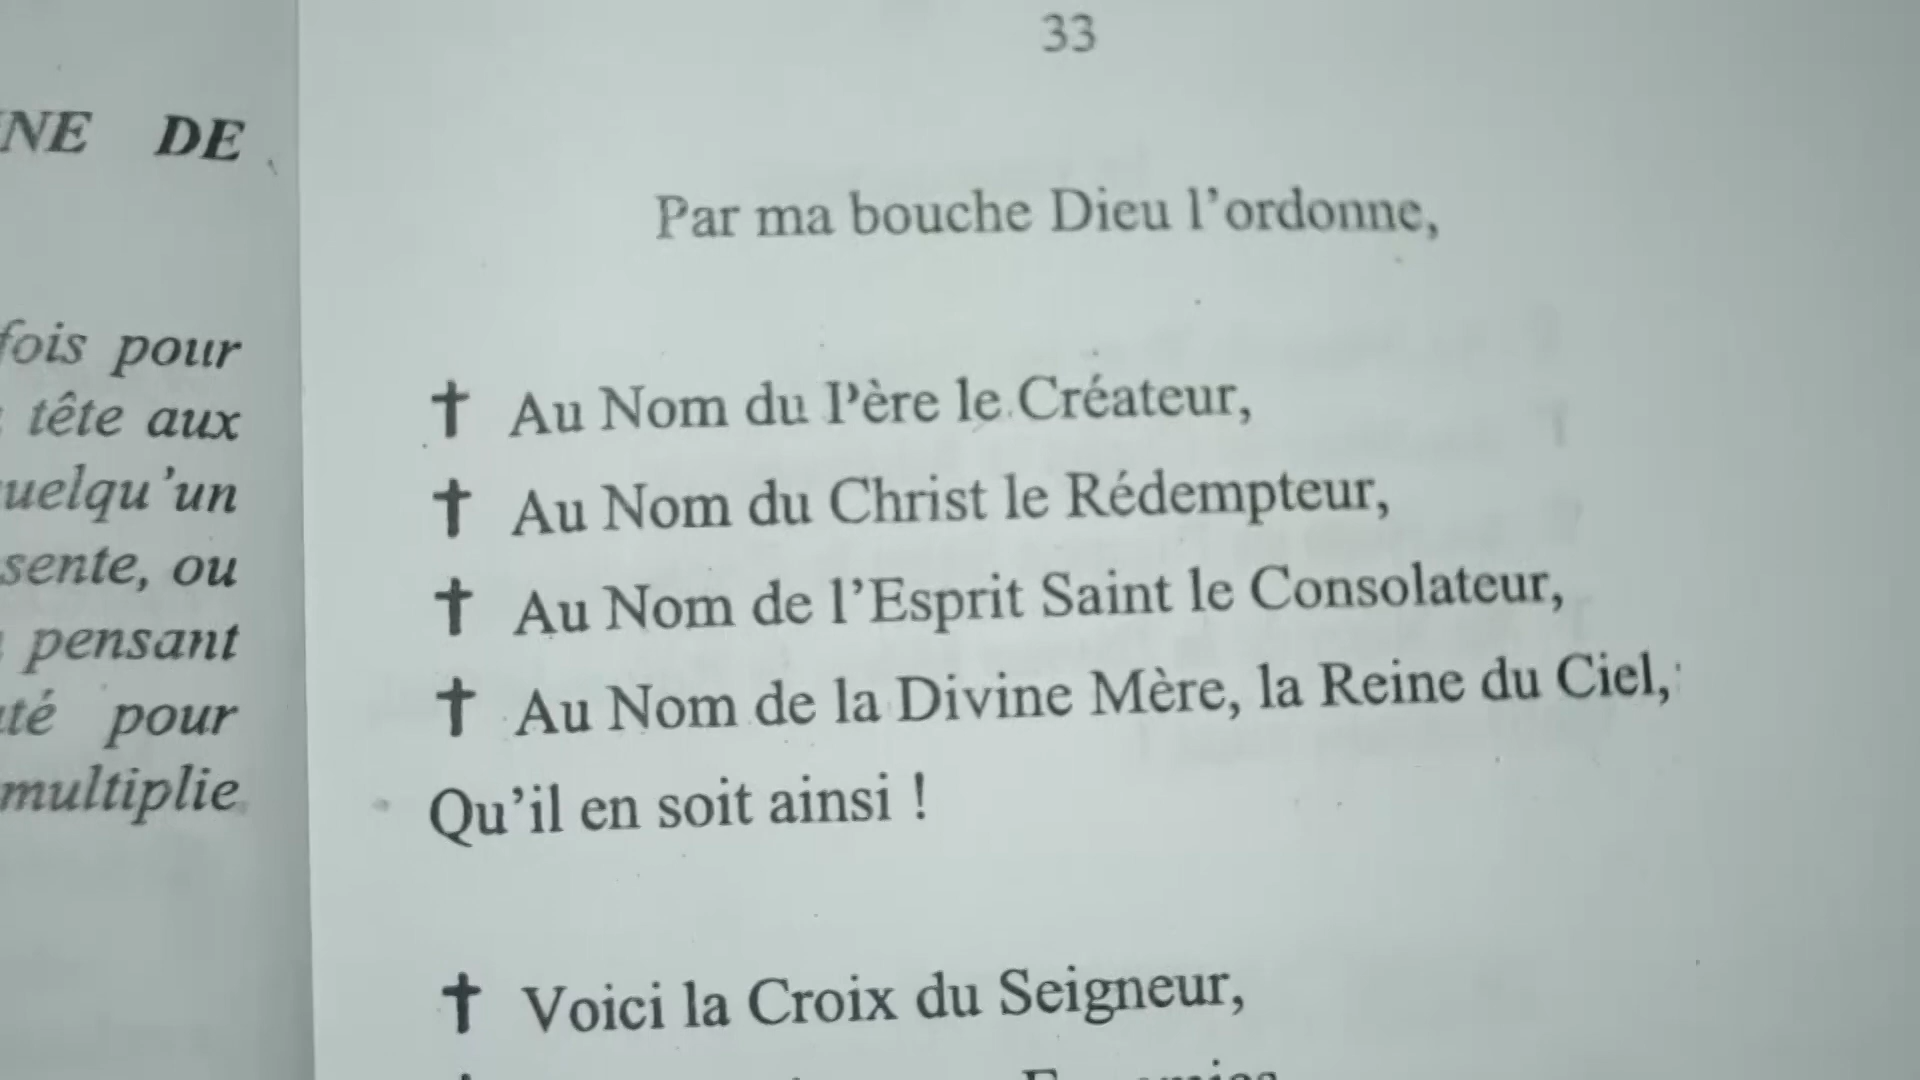 NE DE
fois pour
tête aux
uelqu'un
sente, ou
pensant
té pour
multiplie
33
Par ma bouche Dieu l'ordonne,
✝ Au Nom du Père le Créateur,
✝ Au Nom du Christ le Rédempteur,
✝ Au Nom de l'Esprit Saint le Consolateur,
✝ Au Nom de la Divine Mère, la Reine du Ciel,
Qu'il en soit ainsi !
✝ Voici la Croix du Seigneur,